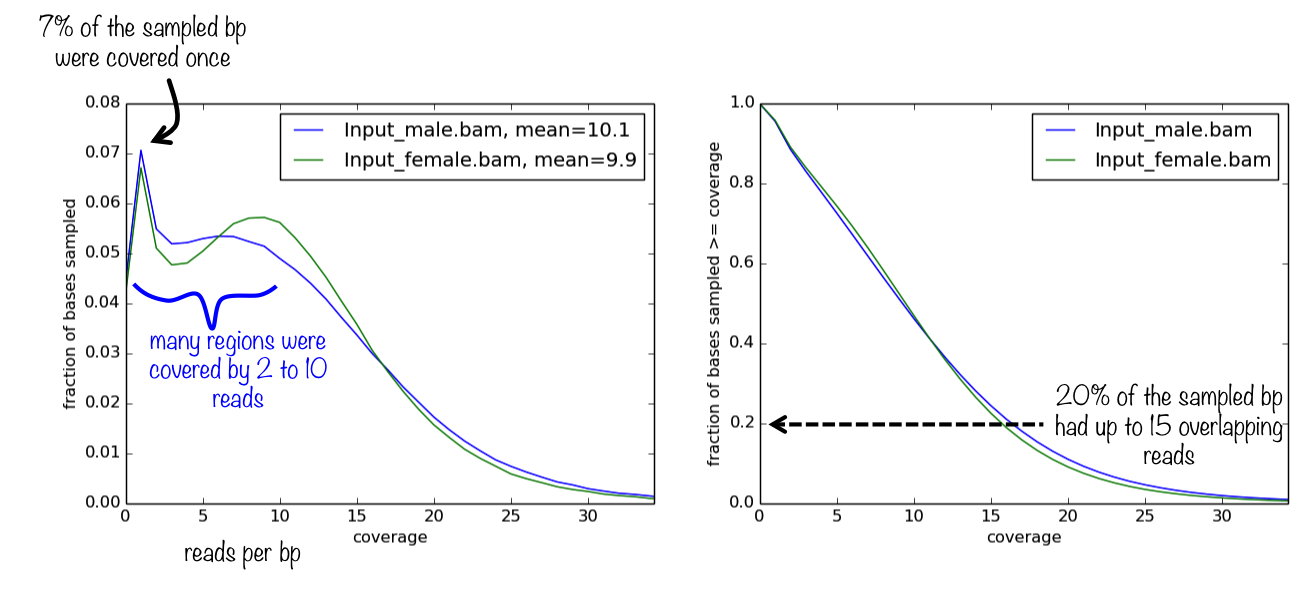 7% of the sampled bp
were covered once
0.08
0.07
0.06
0.05
0.04
0.03
0.02
0.01
0.00
fraction of bases sampled
Input_male.bam, mean=10.1
Input_female.bam, mean=9.9
many regions were
covered by 2 to 10
reads
0
5
10
15
20
25
30
coverage
reads per bp
1.0
0.8
0.6
0.4
0.2
0.0
fraction of bases sampled >= coverage
Input_male.bam
Input_female.bam
20% of the sampled bp
had up to 15 overlapping
reads
0
5
10
15
20
25
30
coverage